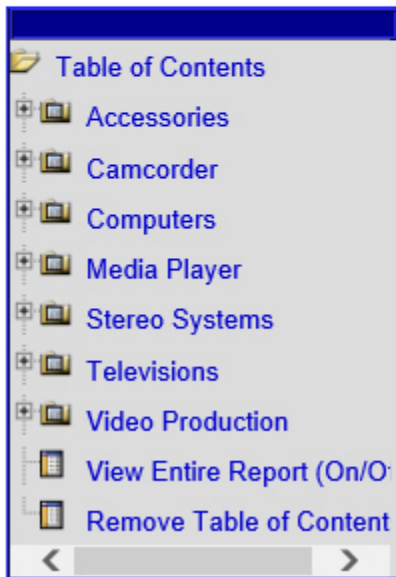 Table of Contents
Accessories
Camcorder
Computers
Media Player
Stereo Systems
Televisions
Video Production
View Entire Report (On/O
Remove Table of Content